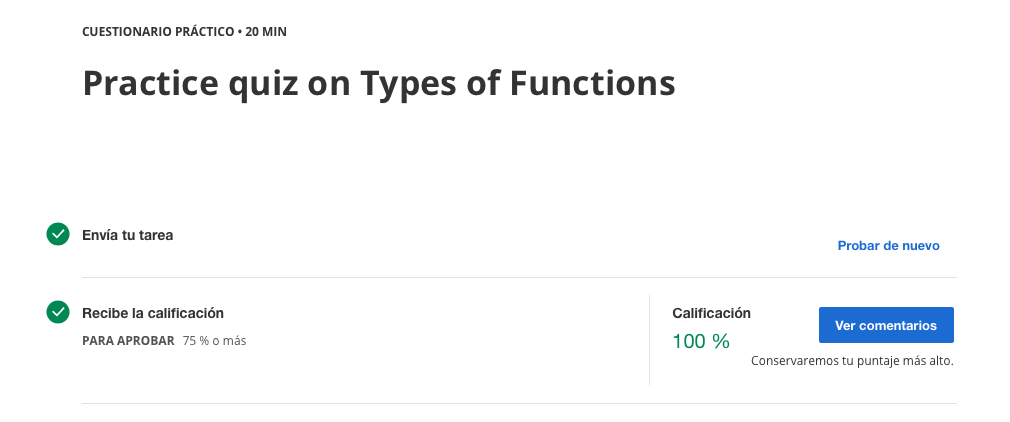 CUESTIONARIO PRÁCTICO • 20 MIN
Practice quiz on Types of Functions
Envía tu tarea
Probar de nuevo
Recibe la calificación
PARA APROBAR 75 % o más
Calificación
100 %
Ver comentarios
Conservaremos tu puntaje más alto.